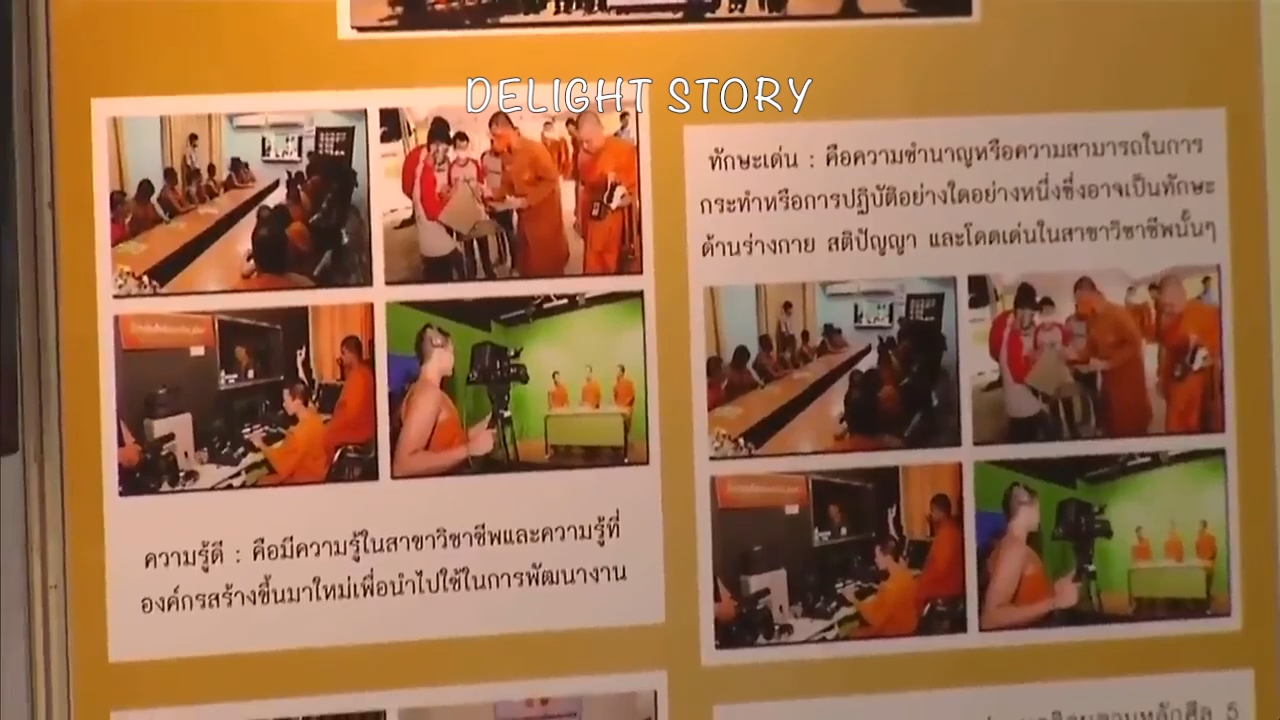 DELIGHT STORY
ทักษะเด่น : คือความชำนาญหรือความสามารถในการ
กระทำหรือการปฏิบัติอย่างใดอย่างหนึ่งซึ่งอาจเป็นทักษะ
ด้านร่างกาย สติปัญญา และโดดเด่นในสาขาวิชาชีพนั้นๆ
ความรู้ดี : คือมีความรู้ในสาขาวิชาชีพและความรู้ที่
องค์กรสร้างขึ้นมาใหม่เพื่อนำไปใช้ในการพัฒนางาน
ตามหลักศีล 5